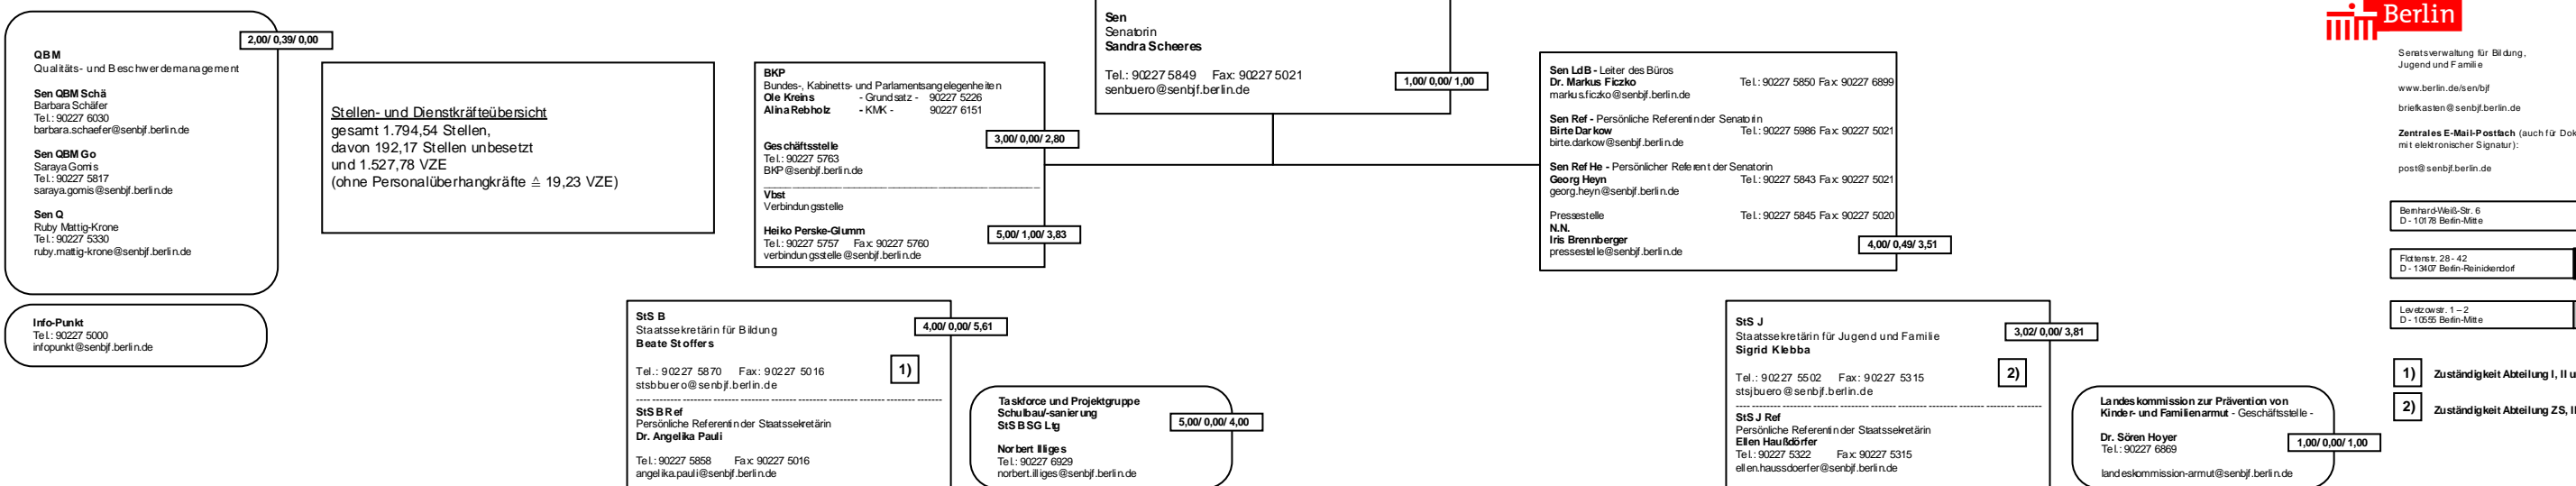 QBM
Qualitäts- und Beschwerdemanagement
2,00/ 0,39/ 0,00
Sen QBM Schä
Barbara Schäfer
Tel.: 90227 6030
barbara.schaefer@senbjf.berlin.de
Sen QBM Go
Saraya Gomis
Tel.: 90227 5817
saraya.gomis@senbjf.berlin.de
Sen Q
Ruby Mattig-Krone
Tel.: 90227 5330
ruby.mattig-krone@senbjf.berlin.de
Info-Punkt
Tel.: 90227 5000
infopunkt@senbjf.berlin.de
Stellen- und Dienstkräfteübersicht
gesamt 1.794,54 Stellen,
davon 192,17 Stellen unbesetzt
und 1.527,78 VZE
(ohne Personalüberhangkräfte ≙ 19,23 VZE)
BKP
Bundes-, Kabinetts- und Parlamentsangelegenheiten
Ole Kreins - Grundsatz - 90227 5226
Alina Rebholz - KMK - 90227 6151
3,00/ 0,00/ 2,80
Geschäftsstelle
Tel.: 90227 5763
BKP@senbjf.berlin.de
Vbst
Verbindungsstelle
Heiko Perske-Glumm
Tel.: 90227 5757 Fax: 90227 5760
verbindungsstelle@senbjf.berlin.de
5,00/ 1,00/ 3,83
Sen
Senatorin
Sandra Scheeres
Tel.: 90227 5849 Fax: 90227 5021
senbuero@senbjf.berlin.de
1,00/ 0,00/ 1,00
Sen LdB - Leiter des Büros
Dr. Markus Ficzko Tel.: 90227 5850 Fax: 90227 6899
markus.ficzko@senbjf.berlin.de
Sen Ref - Persönliche Referentin der Senatorin
Birte Darkow Tel.: 90227 5986 Fax: 90227 5021
birte.darkow@senbjf.berlin.de
Sen Ref He - Persönlicher Referent der Senatorin
Georg Heyn Tel.: 90227 5843 Fax: 90227 5021
georg.heyn@senbjf.berlin.de
Pressestelle Tel.: 90227 5845 Fax: 90227 5020
N.N.
Iris Brennberger
pressestelle@senbjf.berlin.de
4,00/ 0,49/ 3,51
StS B
Staatssekretärin für Bildung
Beate Stoffers
4,00/ 0,00/ 5,61
1)
Tel.: 90227 5870 Fax: 90227 5016
stsbbuero@senbjf.berlin.de
StS B Ref
Persönliche Referentin der Staatssekretärin
Dr. Angelika Pauli
Tel.: 90227 5858 Fax: 90227 5016
angelika.pauli@senbjf.berlin.de
Taskforce und Projektgruppe
Schulbau/-sanierung
StS B SG Ltg
5,00/ 0,00/ 4,00
Norbert Illiges
Tel.: 90227 6929
norbert.illiges@senbjf.berlin.de
StS J
Staatssekretärin für Jugend und Familie
Sigrid Klebba
3,02/ 0,00/ 3,81
2)
Tel.: 90227 5502 Fax: 90227 5315
stsjbuero@senbjf.berlin.de
StS J Ref
Persönliche Referentin der Staatssekretärin
Ellen Haußdörfer
Tel.: 90227 5322 Fax: 90227 5315
ellen.haussdoerfer@senbjf.berlin.de
Landeskommission zur Prävention von
Kinder- und Familienarmut - Geschäftsstelle -
Dr. Sören Hoyer
Tel.: 90227 6869
1,00/ 0,00/ 1,00
landeskommission-armut@senbjf.berlin.de
Berlin
Senatsverwaltung für Bildung,
Jugend und Familie
www.berlin.de/sen/bjf
briefkasten@senbjf.berlin.de
Zentrales E-Mail-Postfach (auch für Dok
mit elektronischer Signatur):
post@senbjf.berlin.de
Bernhard-Weiß-Str. 6
D - 10178 Berlin-Mitte
Flottenstr. 28 - 42
D - 13407 Berlin-Reinickendorf
Levetzowstr. 1 – 2
D - 10555 Berlin-Mitte
1) Zuständigkeit Abteilung I, II u
2) Zuständigkeit Abteilung ZS, II